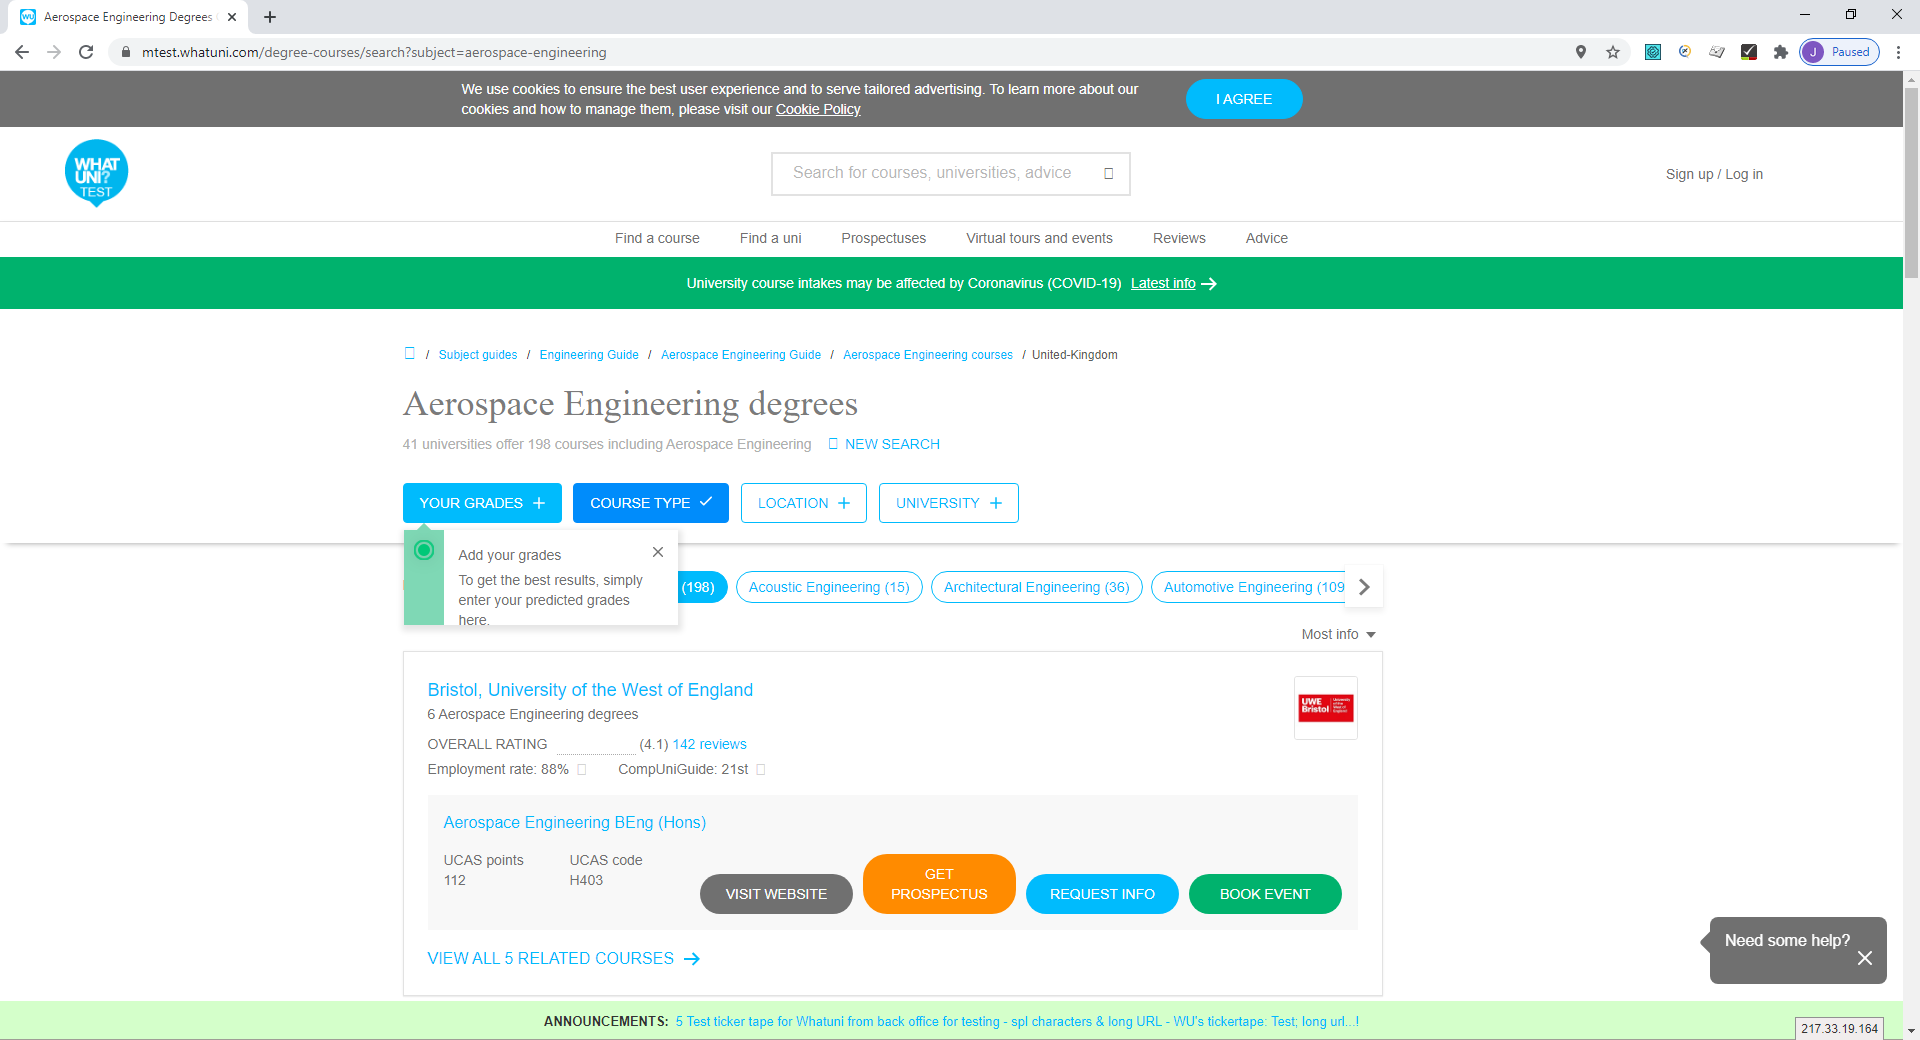 Aerospace Engineering Degrees
mtest.whatuni.com/degree-courses/search?subject=aerospace-engineering
J Paused
We use cookies to ensure the best user experience and to serve tailored advertising. To learn more about our
cookies and how to manage them, please visit our Cookie Policy
I AGREE
WHAT
UNI?
TEST
Search for courses, universities, advice
Sign up / Log in
Find a course Find a uni Prospectuses Virtual tours and events Reviews Advice
University course intakes may be affected by Coronavirus (COVID-19) Latest info
/ Subject guides / Engineering Guide / Aerospace Engineering Guide / Aerospace Engineering courses / United-Kingdom
Aerospace Engineering degrees
41 universities offer 198 courses including Aerospace Engineering NEW SEARCH
YOUR GRADES COURSE TYPE LOCATION UNIVERSITY
Add your grades
To get the best results, simply
enter your predicted grades
here.
(198) Acoustic Engineering (15) Architectural Engineering (36) Automotive Engineering (109
Most info
Bristol, University of the West of England
6 Aerospace Engineering degrees
UWE Bristol University of the West of England
OVERALL RATING (4.1) 142 reviews
Employment rate: 88% CompUniGuide: 21st
Aerospace Engineering BEng (Hons)
UCAS points UCAS code
112 H403
VISIT WEBSITE GET PROSPECTUS REQUEST INFO BOOK EVENT
VIEW ALL 5 RELATED COURSES
Need some help?
ANNOUNCEMENTS: 5 Test ticker tape for Whatuni from back office for testing - spl characters & long URL - WU's tickertape: Test; long url...!
217.33.19.164